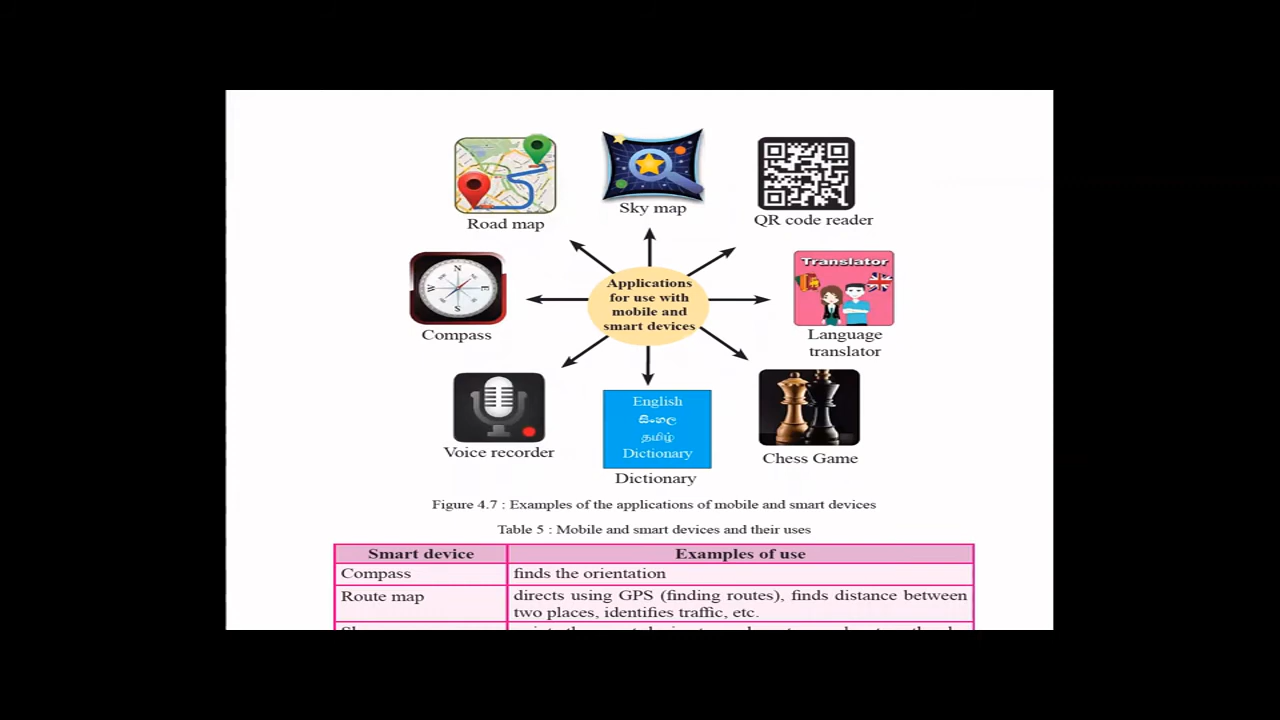 Road map
Sky map
QR code reader
Applications
for use with
mobile and
smart devices
N
E
S
W
Compass
Translator
Language
translator
Voice recorder
English
සිංහල
தமிழ்
Dictionary
Dictionary
Chess Game
Figure 4.7 : Examples of the applications of mobile and smart devices
Table 5 : Mobile and smart devices and their uses
Smart device Examples of use
Compass finds the orientation
Route map directs using GPS (finding routes), finds distance between
two places, identifies traffic, etc.